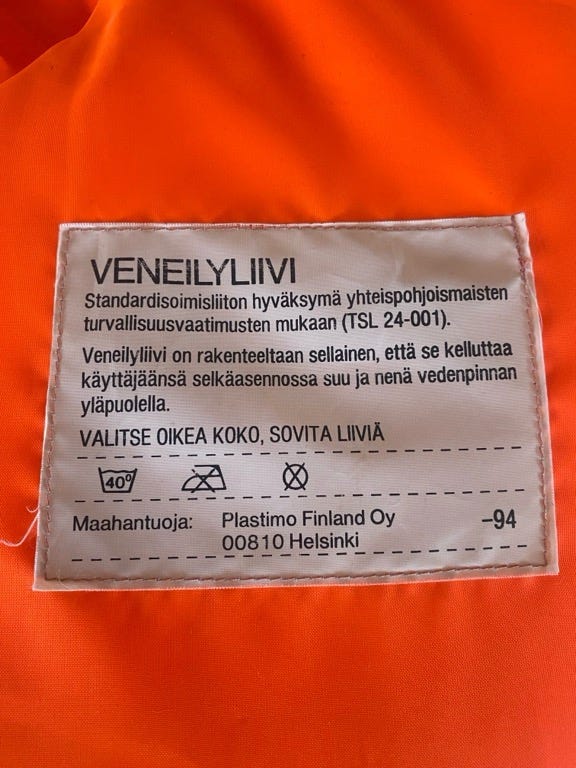 VENEILYLIIVI
Standardisoimisliiton hyväksymä yhteispohjoismaisten
turvallisuusvaatimusten mukaan (TSL 24-001).
Veneilyliivi on rakenteeltaan sellainen, että se kelluttaa
käyttäjäänsä selkäasennossa suu ja nenä vedenpinnan
yläpuolella.
VALITSE OIKEA KOKO, SOVITA LIIVIÄ
40°
Maahantuoja: Plastimo Finland Oy –94
00810 Helsinki